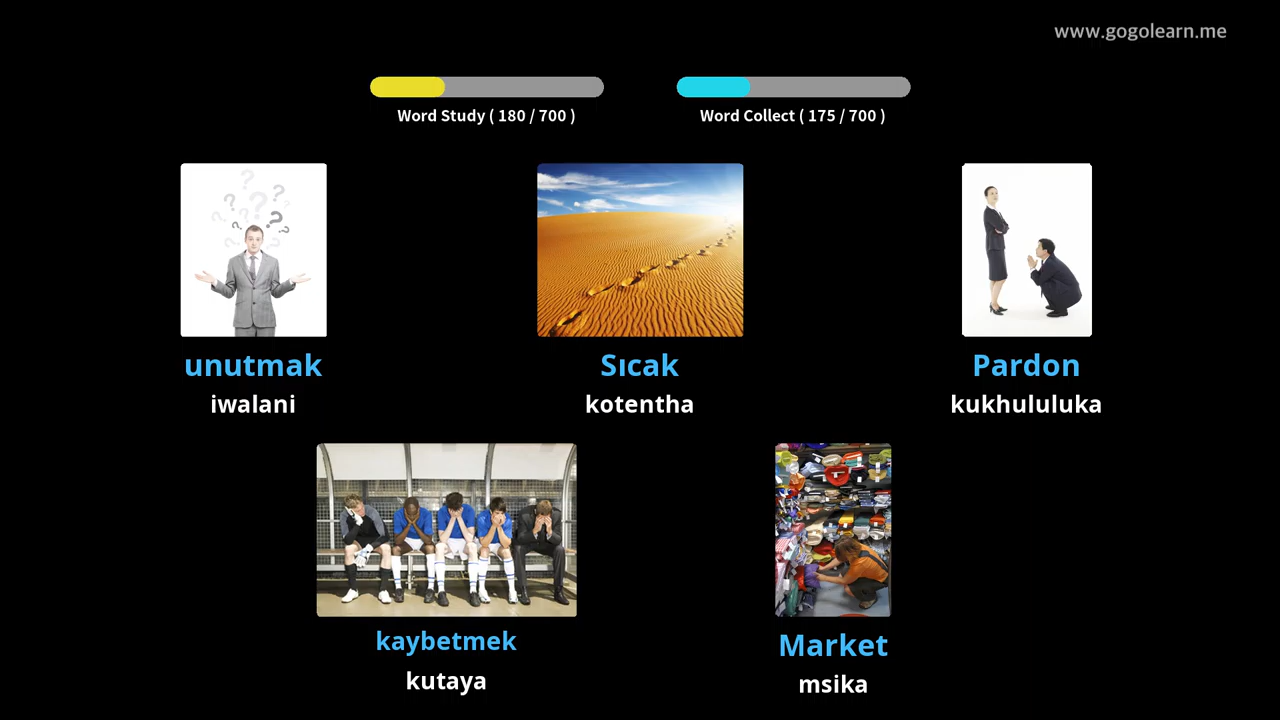 www.gogolearn.me
Word Study ( 180 / 700 )
Word Collect ( 175 / 700 )
unutmak
iwalani
Sıcak
kotentha
Pardon
kukhululuka
kaybetmek
kutaya
Market
msika